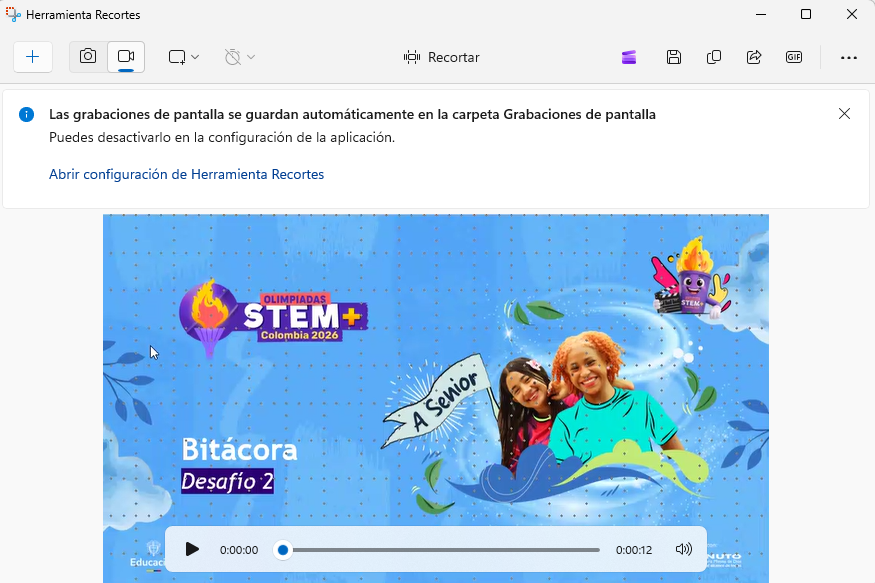 Herramienta Recortes
Recortar
GIF
Las grabaciones de pantalla se guardan automáticamente en la carpeta Grabaciones de pantalla
Puedes desactivarlo en la configuración de la aplicación.
Abrir configuración de Herramienta Recortes
OLIMPIADAS
STEM+
Colombia 2026
STEM+
A Senior
Bitácora
Desafío 2
0:00:00
0:00:12